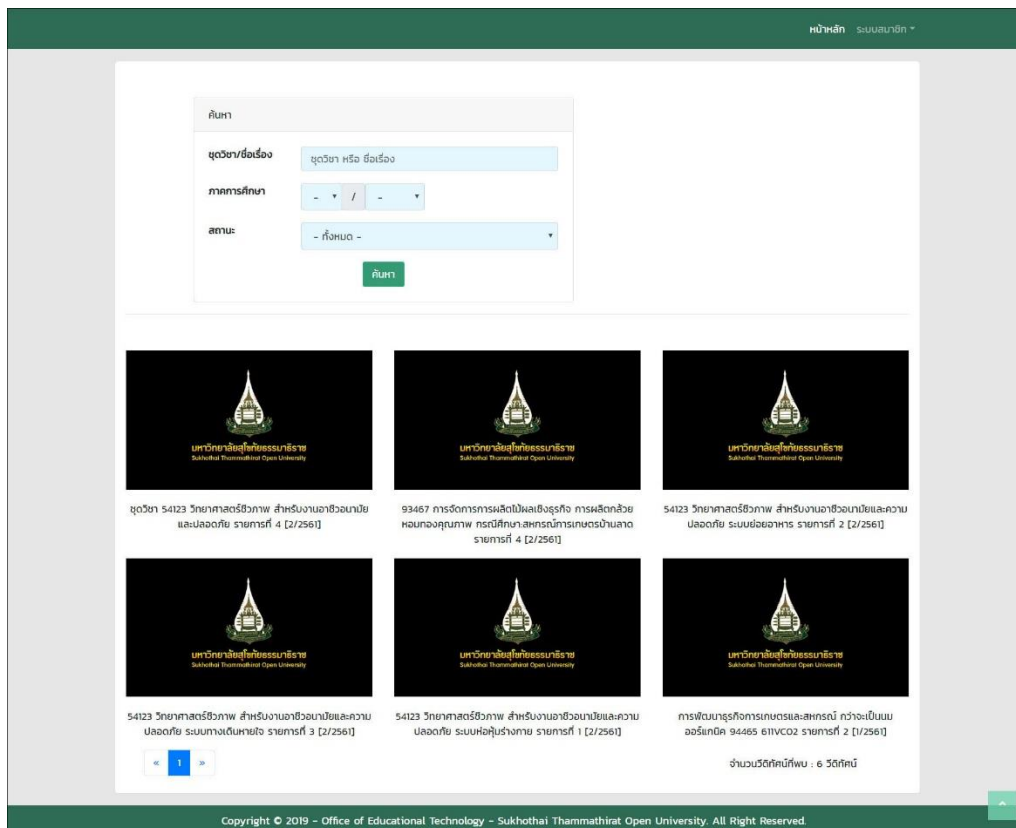 หน้าหลัก ระบบสมาชิก
ค้นหา
ชุดวิชา/ชื่อเรื่อง ชุดวิชา หรือ ชื่อเรื่อง
ภาคการศึกษา - / -
สถานะ - ทั้งหมด -
ค้นหา
มหาวิทยาลัยสุโขทัยธรรมาธิราช
Sukhothai Thammathirat Open University
มหาวิทยาลัยสุโขทัยธรรมาธิราช
Sukhothai Thammathirat Open University
มหาวิทยาลัยสุโขทัยธรรมาธิราช
Sukhothai Thammathirat Open University
ชุดวิชา 54123 วิทยาศาสตร์ชีวภาพ สำหรับงานอาชีวอนามัย
และปลอดภัย รายการที่ 4 [2/2561]
93467 การจัดการการผลิตไม้ผลเชิงธุรกิจ การผลิตกล้วย
หอมทองคุณภาพ กรณีศึกษา:สหกรณ์การเกษตรบ้านลาด
รายการที่ 4 [2/2561]
54123 วิทยาศาสตร์ชีวภาพ สำหรับงานอาชีวอนามัยและความ
ปลอดภัย ระบบย่อยอาหาร รายการที่ 2 [2/2561]
มหาวิทยาลัยสุโขทัยธรรมาธิราช
Sukhothai Thammathirat Open University
มหาวิทยาลัยสุโขทัยธรรมาธิราช
Sukhothai Thammathirat Open University
มหาวิทยาลัยสุโขทัยธรรมาธิราช
Sukhothai Thammathirat Open University
54123 วิทยาศาสตร์ชีวภาพ สำหรับงานอาชีวอนามัยและความ
ปลอดภัย ระบบทางเดินหายใจ รายการที่ 3 [2/2561]
54123 วิทยาศาสตร์ชีวภาพ สำหรับงานอาชีวอนามัยและความ
ปลอดภัย ระบบห่อหุ้มร่างกาย รายการที่ 1 [2/2561]
การพัฒนาธุรกิจการเกษตรและสหกรณ์ กว่าจะเป็นนม
ออร์แกนิค 94465 611VCO2 รายการที่ 2 [1/2561]
« 1 »
จำนวนวีดิทัศน์ที่พบ : 6 วีดิทัศน์
Copyright © 2019 - Office of Educational Technology - Sukhothai Thammathirat Open University. All Right Reserved.